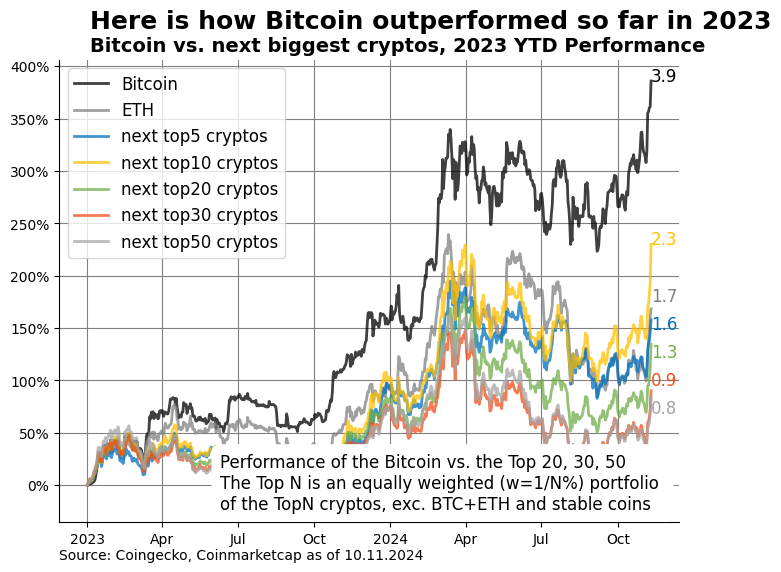 Here is how Bitcoin outperformed so far in 2023
Bitcoin vs. next biggest cryptos, 2023 YTD Performance
400%
350%
300%
250%
200%
150%
100%
50%
0%
Bitcoin
ETH
next top5 cryptos
next top10 cryptos
next top20 cryptos
next top30 cryptos
next top50 cryptos
3.9
2.3
1.7
1.6
1.3
0.9
0.8
Performance of the Bitcoin vs. the Top 20, 30, 50
The Top N is an equally weighted (w=1/N%) portfolio
of the TopN cryptos, exc. BTC+ETH and stable coins
2023 Apr Jul Oct 2024 Apr Jul Oct
Source: Coingecko, Coinmarketcap as of 10.11.2024